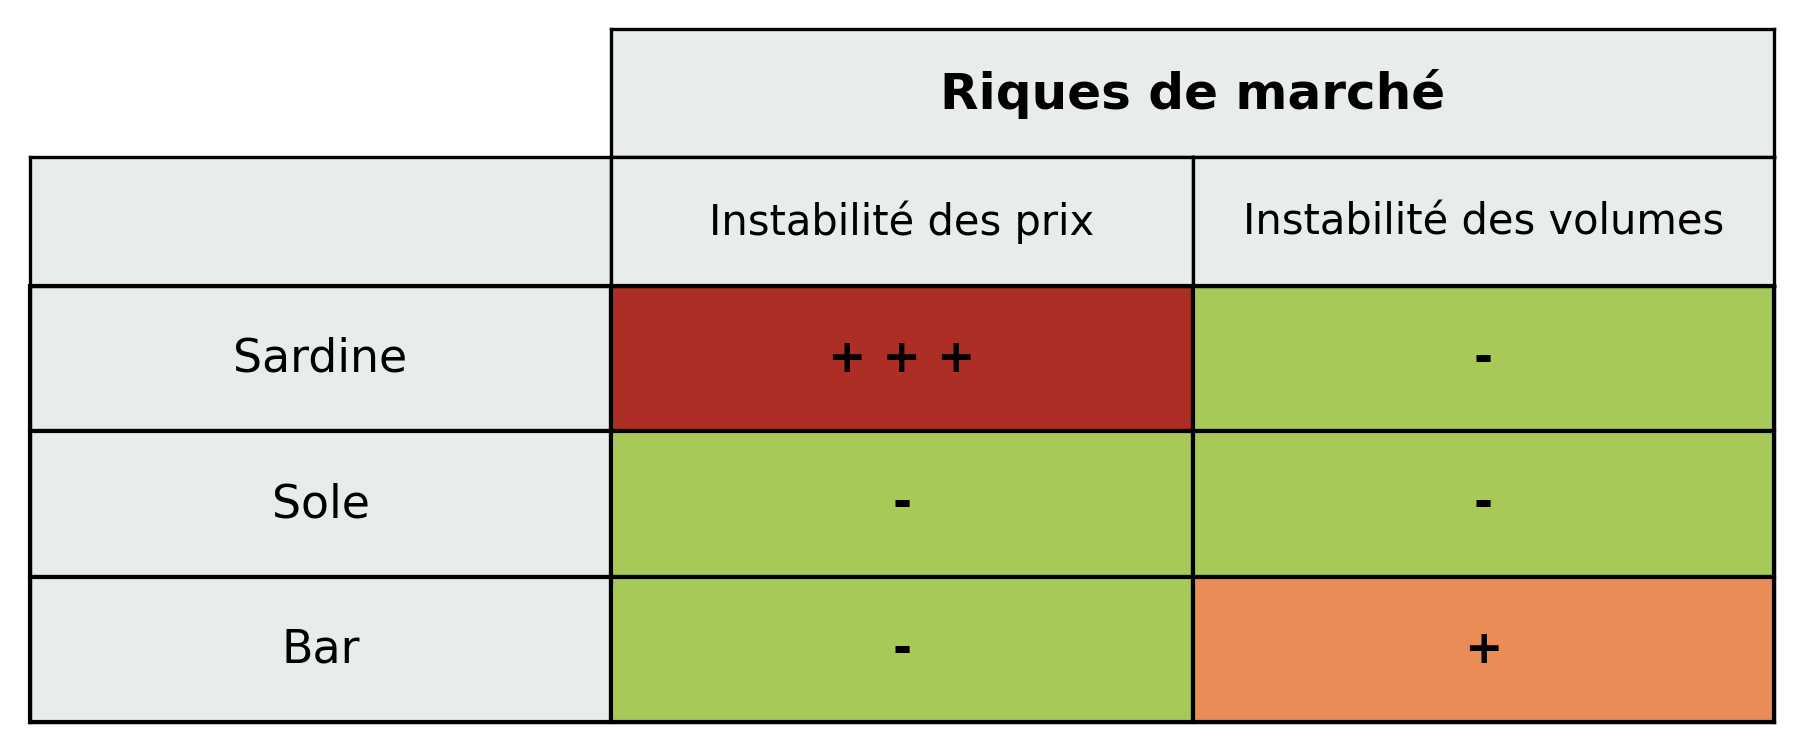 Riques de marché
Instabilité des prix Instabilité des volumes
Sardine + + + -
Sole - -
Bar - +